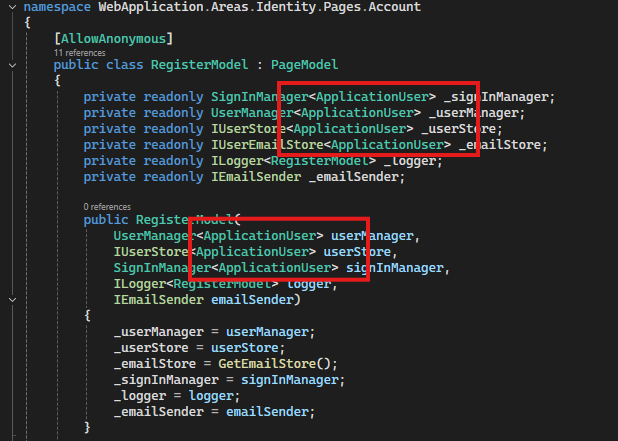 namespace WebApplication.Areas.Identity.Pages.Account
{
[AllowAnonymous]
11 references
public class RegisterModel : PageModel
{
private readonly SignInManager<ApplicationUser> _signInManager;
private readonly UserManager<ApplicationUser> _userManager;
private readonly IUserStore<ApplicationUser> _userStore;
private readonly IUserEmailStore<ApplicationUser> _emailStore;
private readonly ILogger<RegisterModel> _logger;
private readonly IEmailSender _emailSender;
0 references
public RegisterModel(
UserManager<ApplicationUser> userManager,
IUserStore<ApplicationUser> userStore,
SignInManager<ApplicationUser> signInManager,
ILogger<RegisterModel> logger,
IEmailSender emailSender)
{
_userManager = userManager;
_userStore = userStore;
_emailStore = GetEmailStore();
_signInManager = signInManager;
_logger = logger;
_emailSender = emailSender;
}